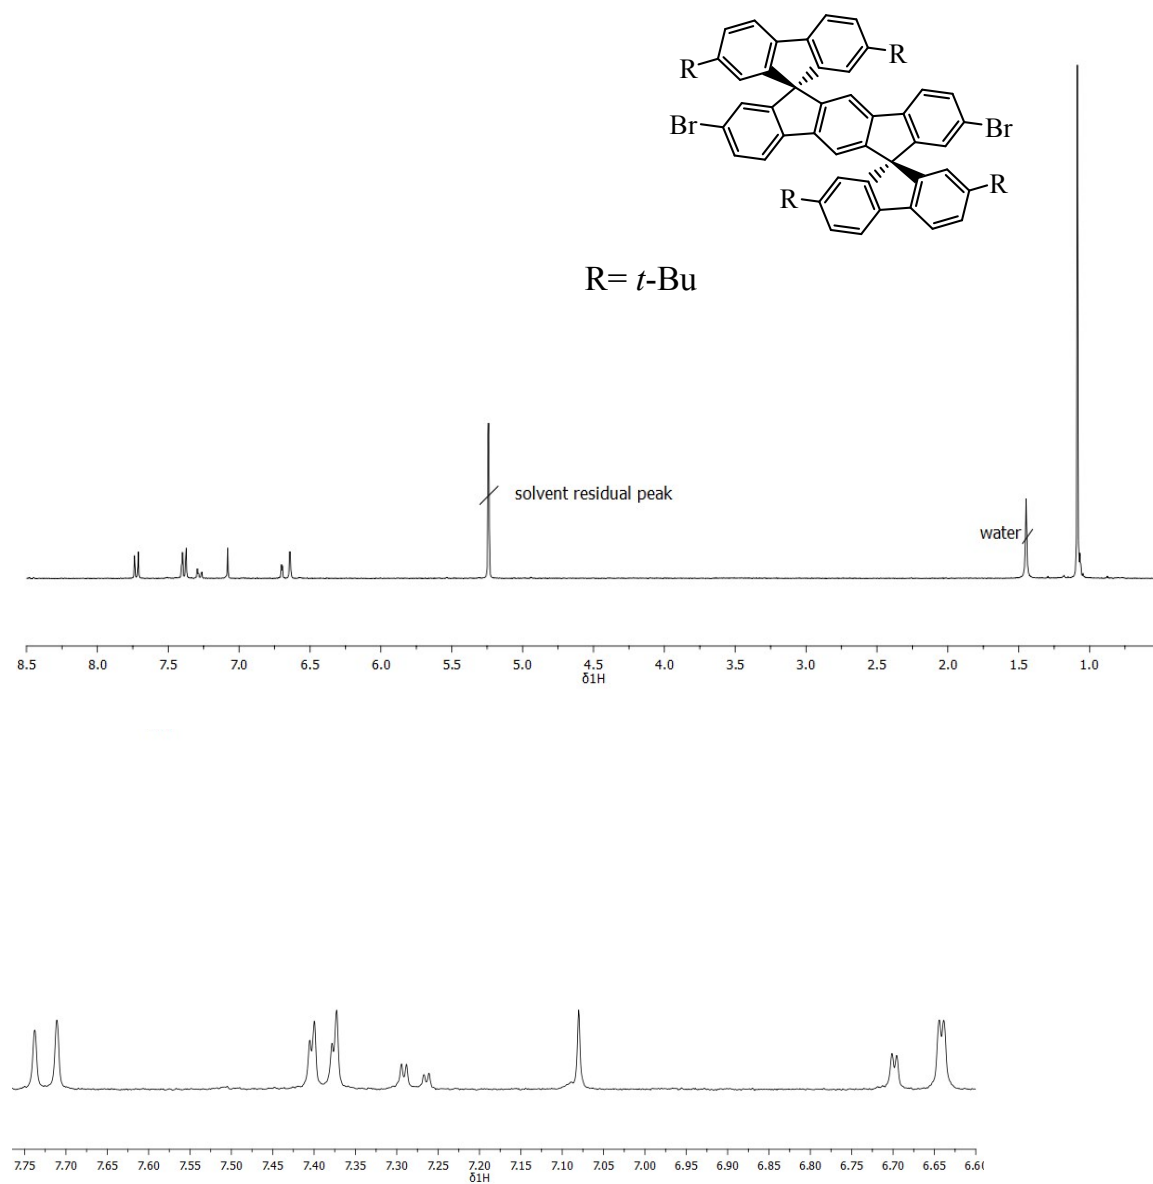 R
R
Br
Br
R
R
R= t-Bu
solvent residual peak
water
8.5 8.0 7.5 7.0 6.5 6.0 5.5 5.0 4.5 4.0 3.5 3.0 2.5 2.0 1.5 1.0
δ1H
7.75 7.70 7.65 7.60 7.55 7.50 7.45 7.40 7.35 7.30 7.25 7.20 7.15 7.10 7.05 7.00 6.95 6.90 6.85 6.80 6.75 6.70 6.65 6.60
δ1H